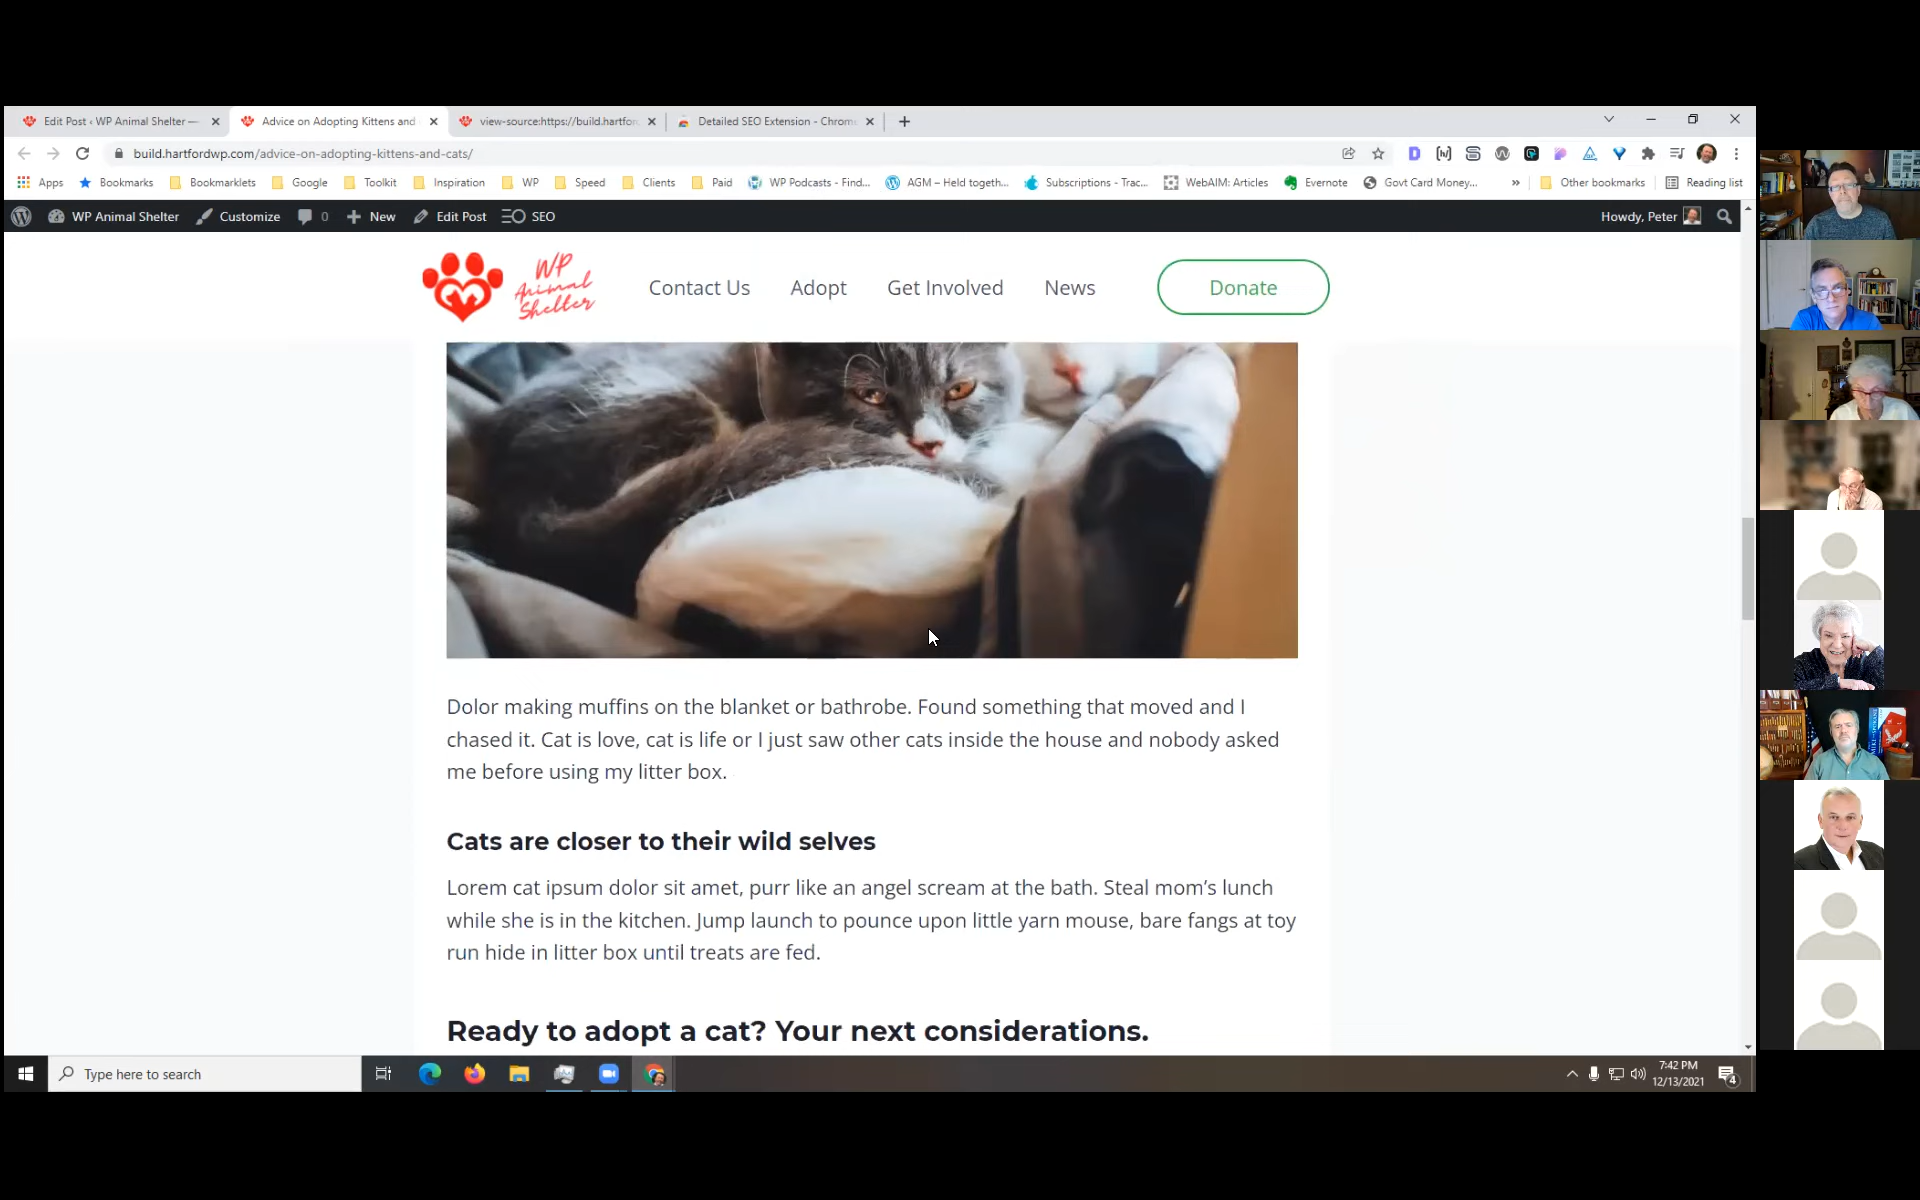 Edit Post ‹ WP Animal Shelter —
Advice on Adopting Kittens and
view-source:https://build.hartfor
Detailed SEO Extension - Chrom
build.hartfordwp.com/advice-on-adopting-kittens-and-cats/
Apps Bookmarks Bookmarklets Google Toolkit Inspiration WP Speed Clients Paid WP Podcasts - Find... AGM – Held togeth... Subscriptions - Trac... WebAIM: Articles Evernote Govt Card Money... » Other bookmarks Reading list
WP Animal Shelter Customize 0 New Edit Post SEO Howdy, Peter
WP
Animal
Shelter
Contact Us Adopt Get Involved News Donate
Dolor making muffins on the blanket or bathrobe. Found something that moved and I
chased it. Cat is love, cat is life or I just saw other cats inside the house and nobody asked
me before using my litter box.
Cats are closer to their wild selves
Lorem cat ipsum dolor sit amet, purr like an angel scream at the bath. Steal mom’s lunch
while she is in the kitchen. Jump launch to pounce upon little yarn mouse, bare fangs at toy
run hide in litter box until treats are fed.
Ready to adopt a cat? Your next considerations.
Type here to search
7:42 PM
12/13/2021
4